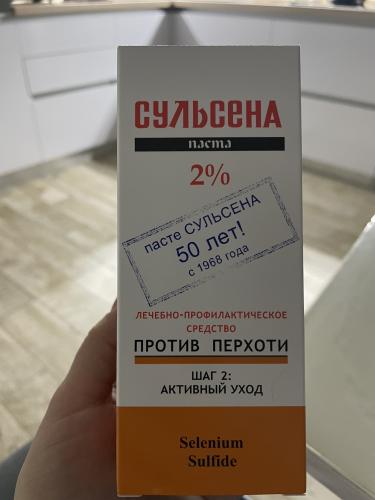 СУЛЬСЕНА
паста
2%
пасте СУЛЬСЕНА
50 лет!
с 1968 года
ЛЕЧЕБНО-ПРОФИЛАКТИЧЕСКОЕ
СРЕДСТВО
ПРОТИВ ПЕРХОТИ
ШАГ 2:
АКТИВНЫЙ УХОД
Selenium
Sulfide